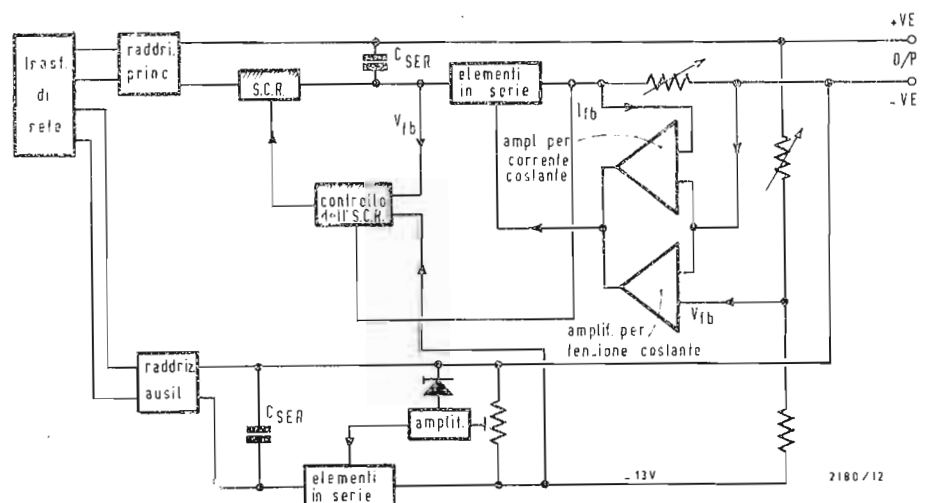 +VE
O/P
-VE
Trasf.
di
rete
raddri.
princ
S.C.R.
C SER
elementi
in serie
Vfb
Ifb
ampl per
corrente
costante
controllo
dell' S.C.R.
Vfb
amplif. per
tensione costante
raddriz
ausil
C SER
amplif.
elementi
in serie
-13V
2180/12